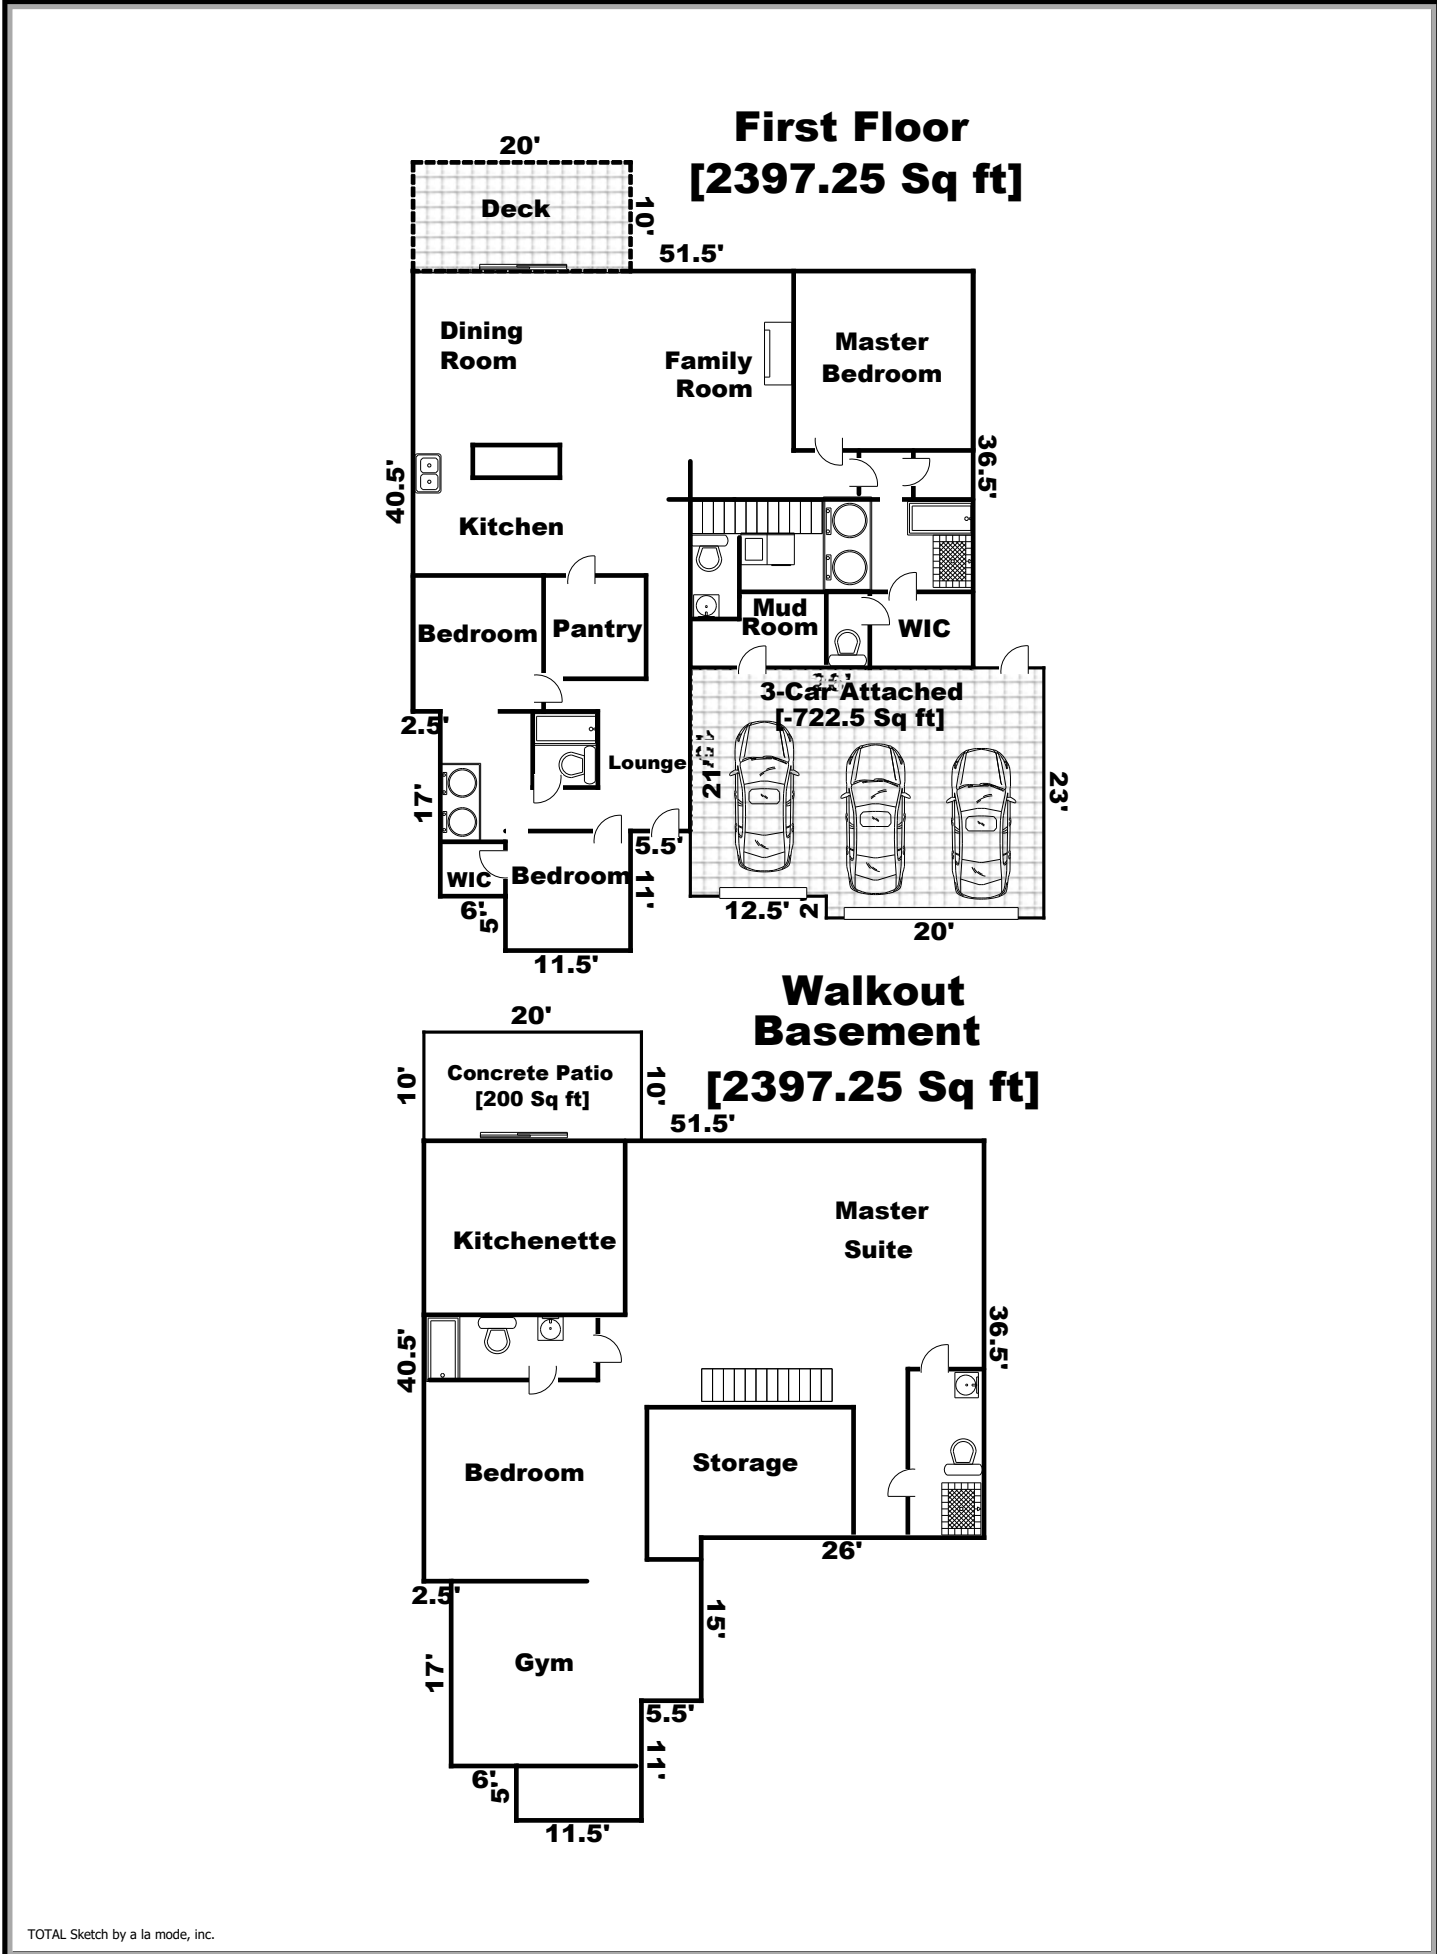 First Floor
[2397.25 Sq ft]
20'
Deck
10'
51.5'
Dining
Room
Family
Room
Master
Bedroom
40.5'
36.5'
Kitchen
Bedroom
Pantry
Mud
Room
WIC
2.5'
3-Car Attached
[-722.5 Sq ft]
Lounge
17'
21'
23'
5.5'
WIC
Bedroom
11'
6'
5'
12.5'
2
20'
11.5'
Walkout
Basement
[2397.25 Sq ft]
20'
10'
Concrete Patio
[200 Sq ft]
10'
51.5'
Kitchenette
Master
Suite
40.5'
36.5'
Bedroom
Storage
26'
2.5'
15'
17'
Gym
5.5'
11'
6'
5'
11.5'
TOTAL Sketch by a la mode, inc.